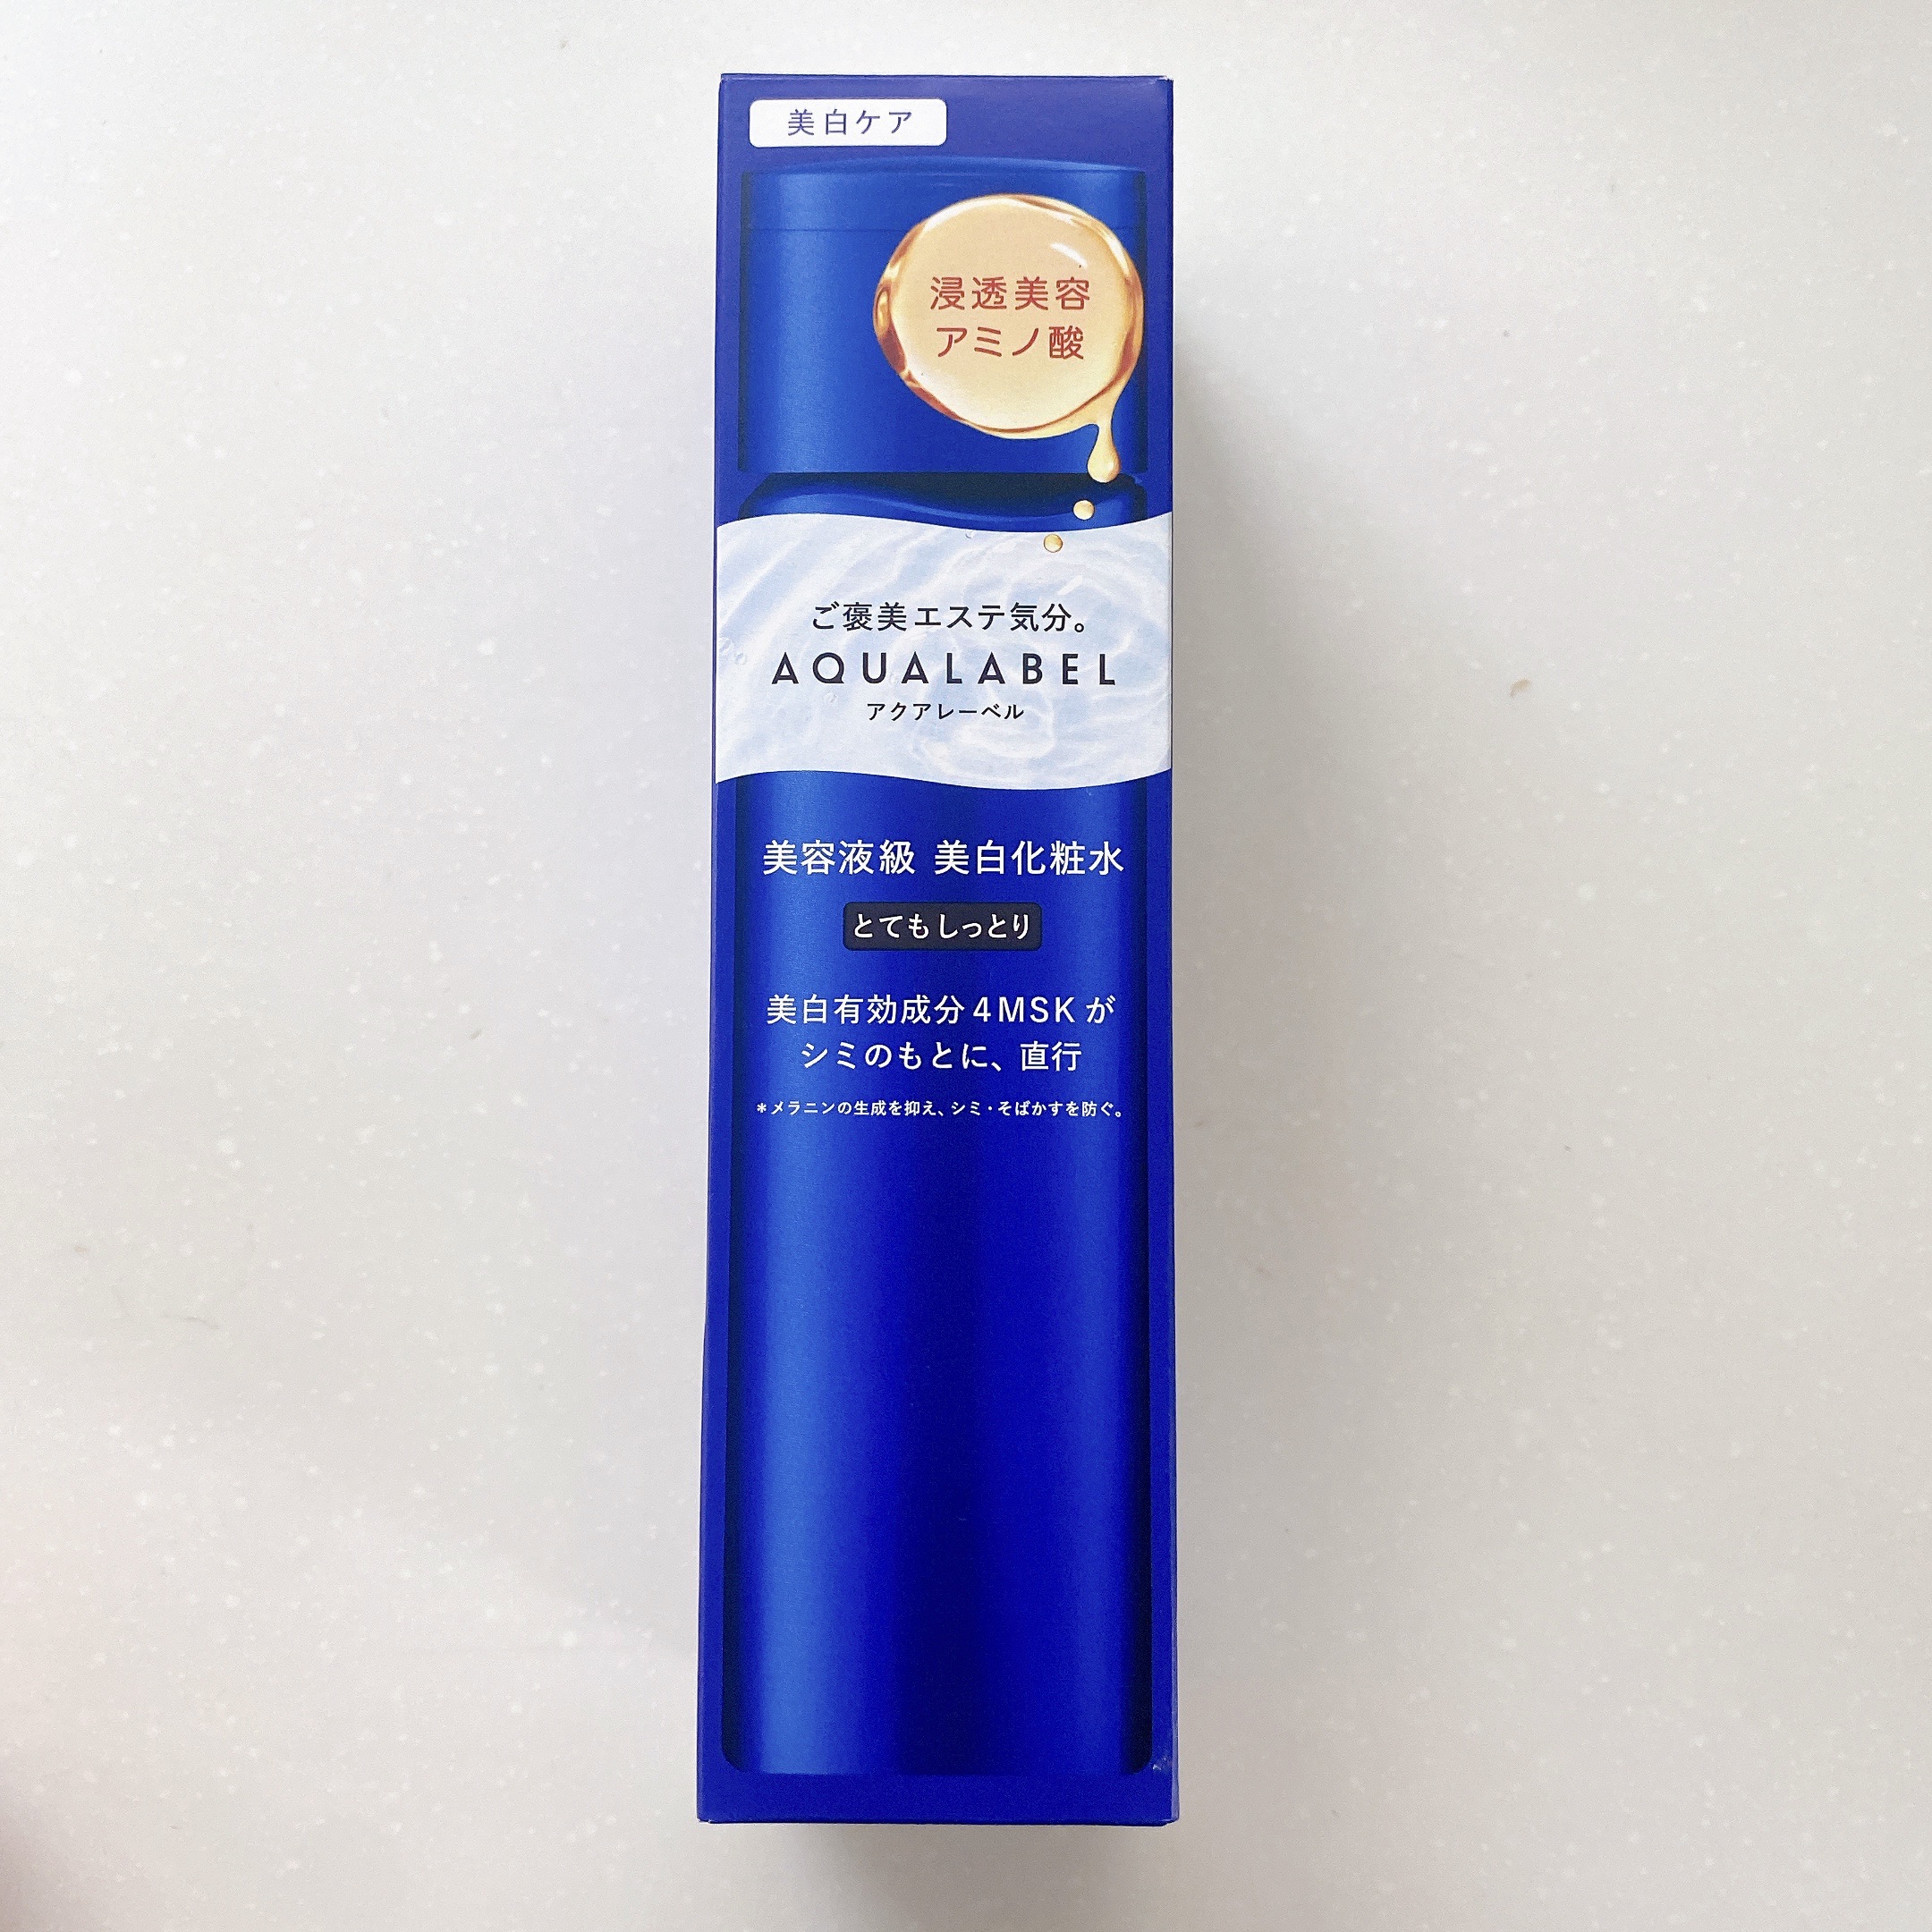 美白ケア
浸透美容
アミノ酸
ご褒美エステ気分。
AQUALABEL
アクアレーベル
美容液級 美白化粧水
とてもしっとり
美白有効成分4MSKが
シミのもとに、直行
*メラニンの生成を抑え、シミ・そばかすを防ぐ。